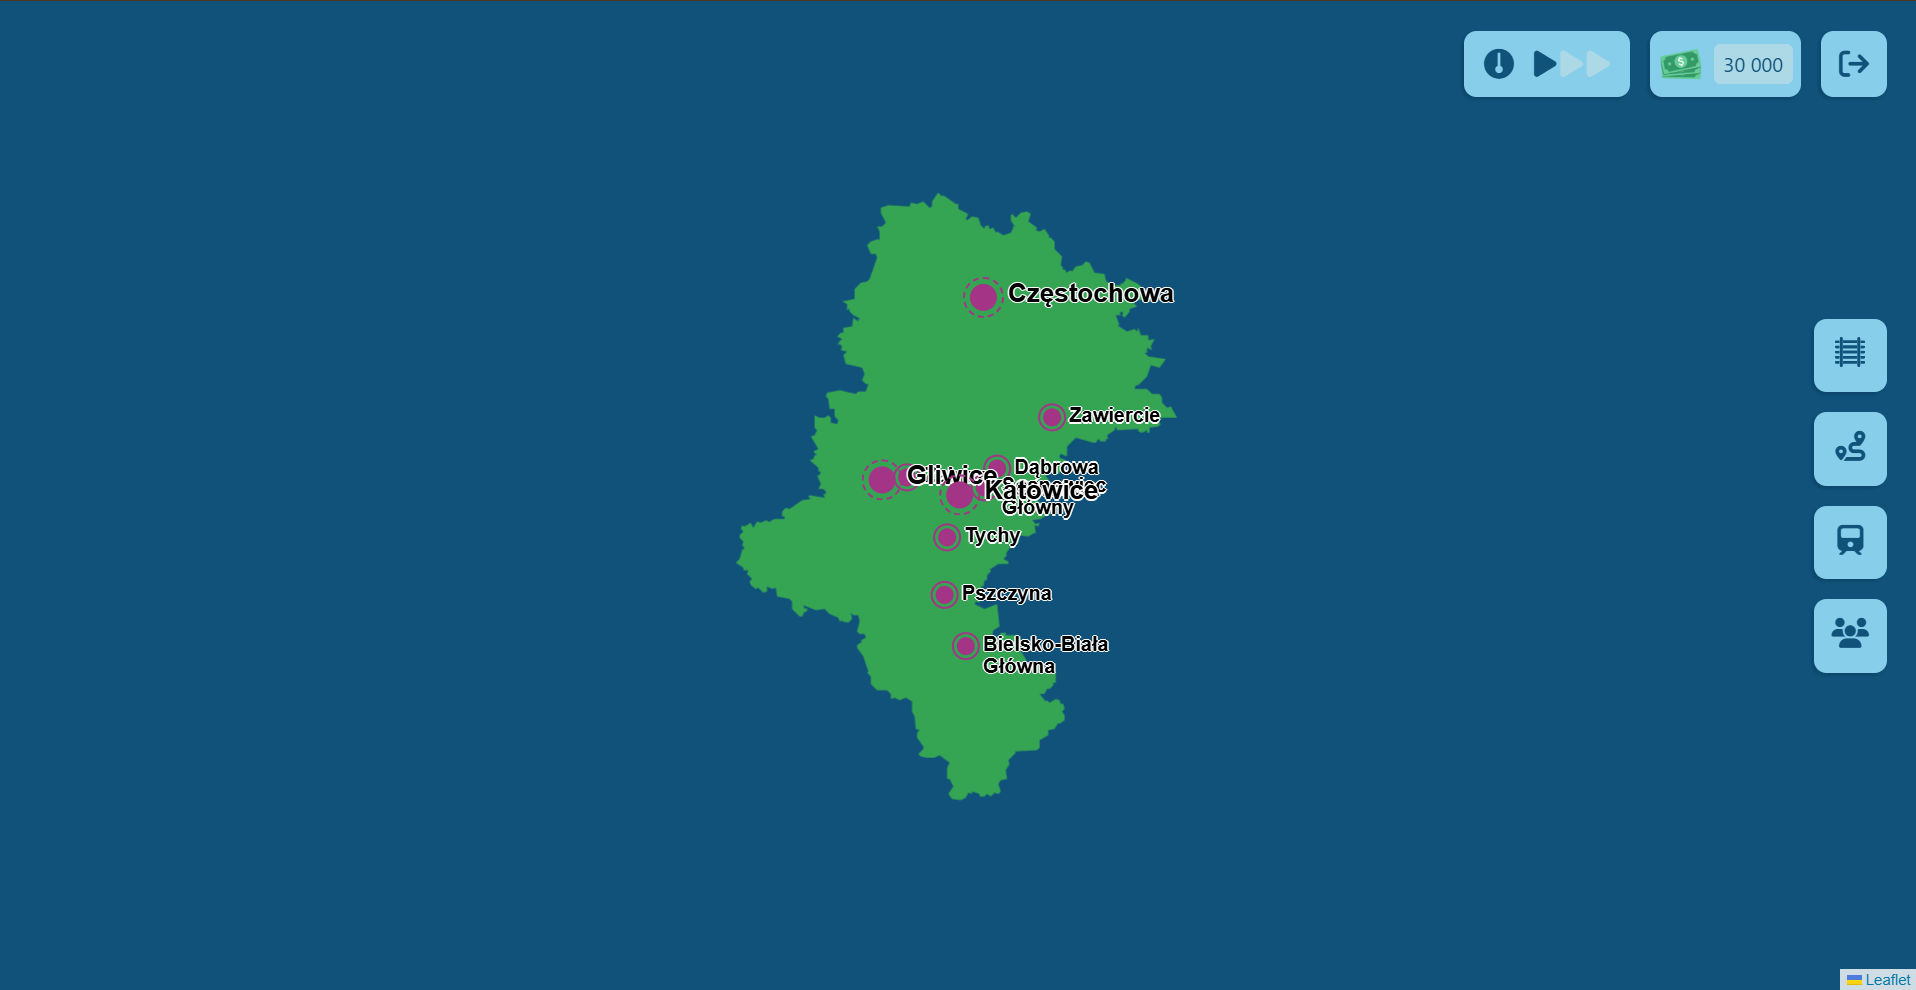 30 000
Częstochowa
Zawiercie
Gliwice
Dąbrowa
Katowice
Główny
Tychy
Pszczyna
Bielsko-Biała
Główna
Leaflet